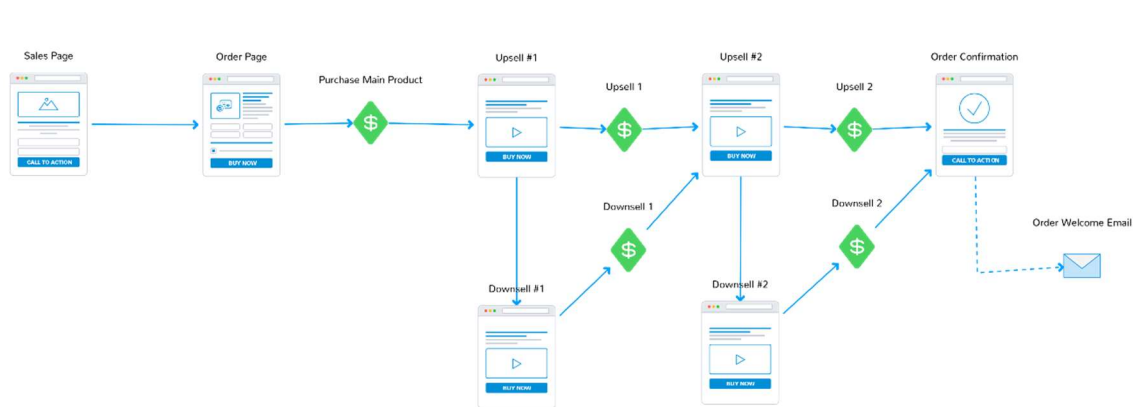 Sales Page
Order Page
Purchase Main Product
Upsell #1
Upsell 1
Upsell #2
Upsell 2
Order Confirmation
CALL TO ACTION
BUY NOW
BUY NOW
BUY NOW
CALL TO ACTION
Downsell 1
Downsell 2
Order Welcome Email
Downsell #1
Downsell #2
BUY NOW
BUY NOW